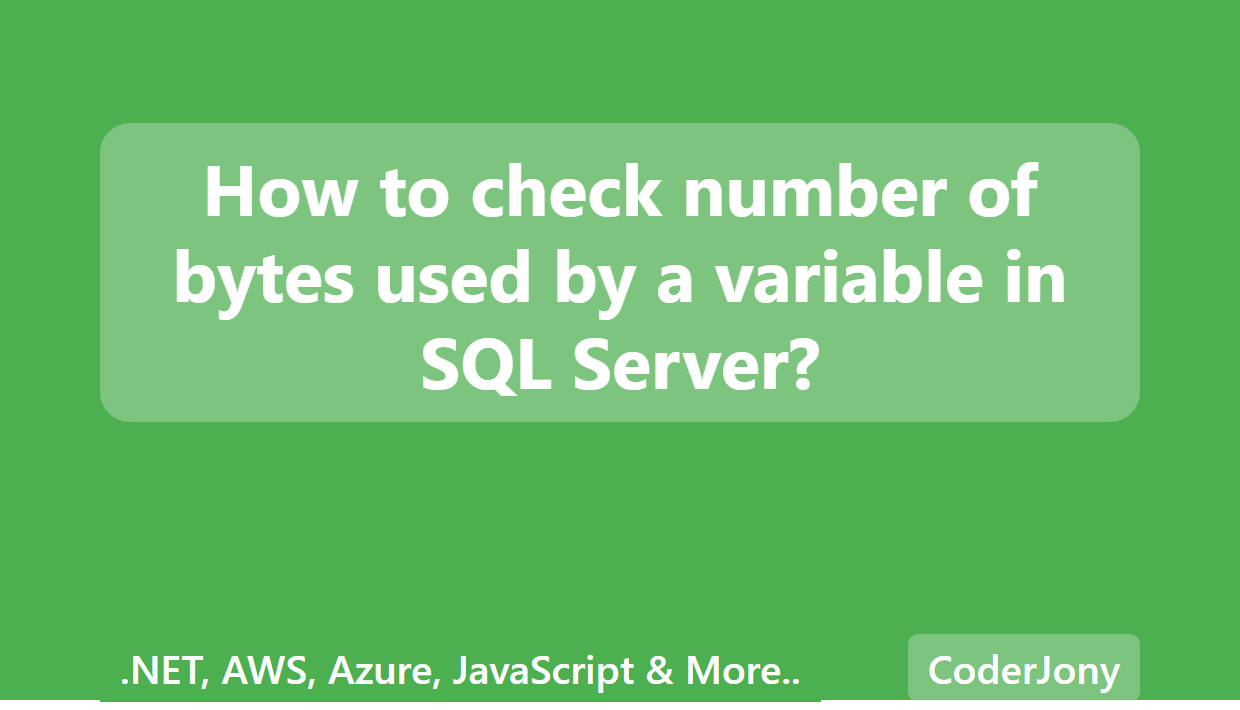 How to check number of
bytes used by a variable in
SQL Server?
.NET, AWS, Azure, JavaScript & More..
CoderJony